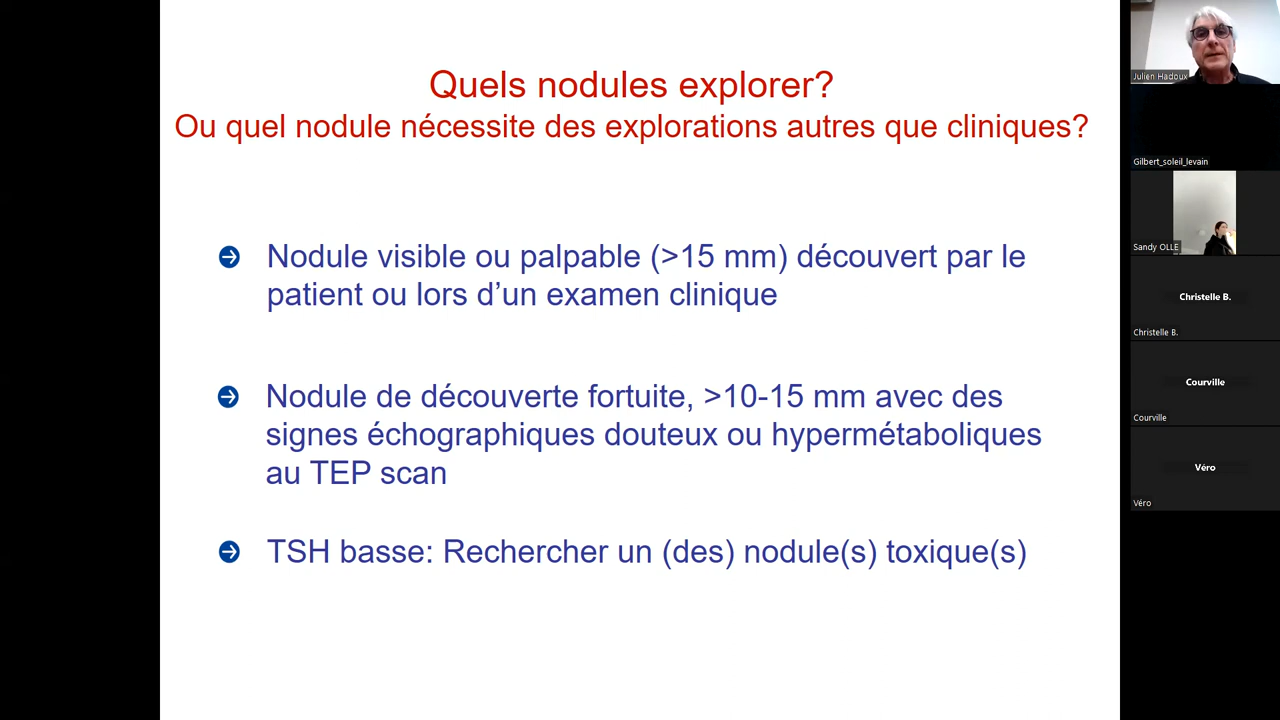 Quels nodules explorer?
Ou quel nodule nécessite des explorations autres que cliniques?
Nodule visible ou palpable (>15 mm) découvert par le
patient ou lors d’un examen clinique
Nodule de découverte fortuite, >10-15 mm avec des
signes échographiques douteux ou hypermétaboliques
au TEP scan
TSH basse: Rechercher un (des) nodule(s) toxique(s)
Julien Hadoux
Gilbert_soleil_levain
Sandy OLLE
Christelle B.
Christelle B.
Courville
Courville
Véro
Véro